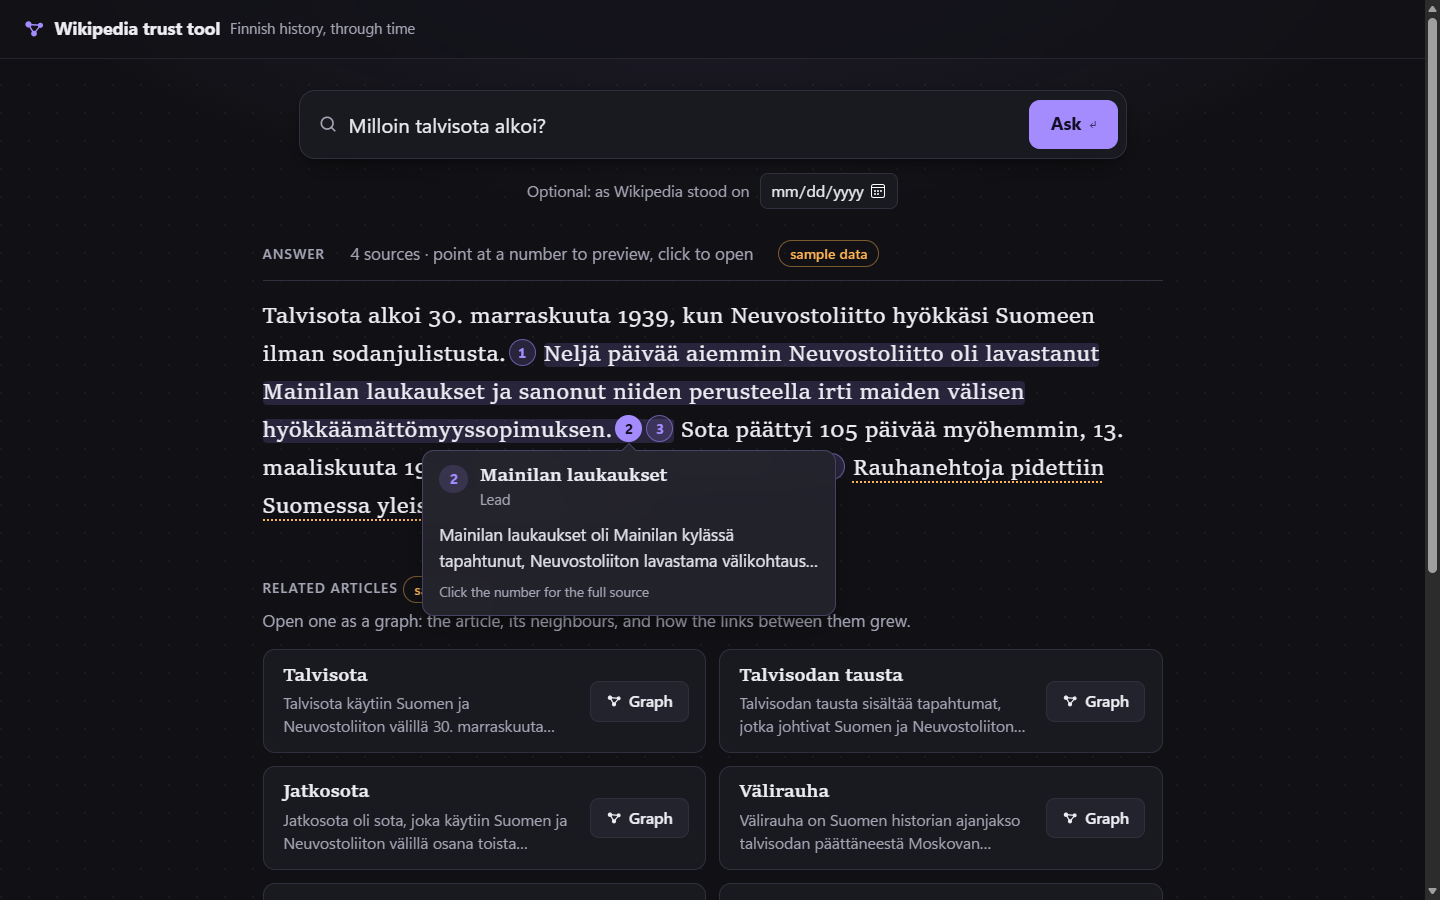 Wikipedia trust tool Finnish history, through time
Milloin talvisota alkoi?
Ask
Optional: as Wikipedia stood on mm/dd/yyyy
ANSWER 4 sources · point at a number to preview, click to open sample data
Talvisota alkoi 30. marraskuuta 1939, kun Neuvostoliitto hyökkäsi Suomeen
ilman sodanjulistusta. 1 Neljä päivää aiemmin Neuvostoliitto oli lavastanut
Mainilan laukaukset ja sanonut niiden perusteella irti maiden välisen
hyökkäämättömyyssopimuksen. 2 3 Sota päättyi 105 päivää myöhemmin, 13.
maaliskuuta Rauhanehtoja pidettiin
Suomessa
2 Mainilan laukaukset
Lead
Mainilan laukaukset oli Mainilan kylässä
tapahtunut, Neuvostoliiton lavastama välikohtaus...
Click the number for the full source
RELATED ARTICLES
Open one as a graph: the article, its neighbours, and how the links between them grew.
Talvisota
Talvisota käytiin Suomen ja
Neuvostoliiton välillä 30. marraskuuta...
Graph
Talvisodan tausta
Talvisodan tausta sisältää tapahtumat,
jotka johtivat Suomen ja Neuvostoliiton...
Graph
Jatkosota
Jatkosota oli sota, joka käytiin Suomen ja
Neuvostoliiton välillä osana toista...
Graph
Välirauha
Välirauha on Suomen historian ajanjakso
talvisodan päättäneestä Moskovan...
Graph